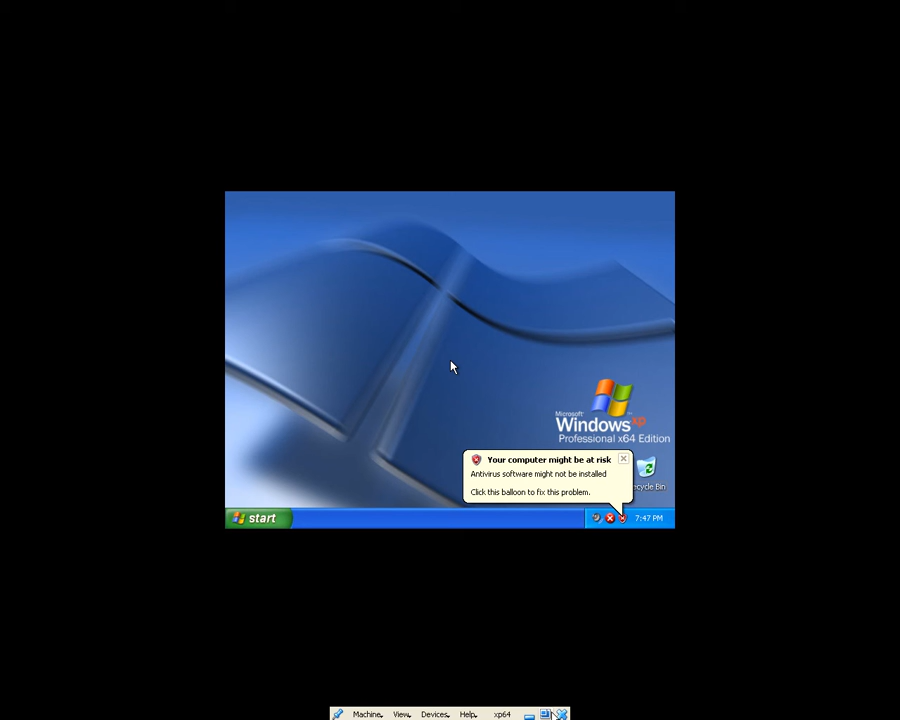 Microsoft
Windows xp
Professional x64 Edition
Your computer might be at risk
Antivirus software might not be installed
Click this balloon to fix this problem.
ecycle Bin
start
7:47 PM
Machine View Devices Help xp64